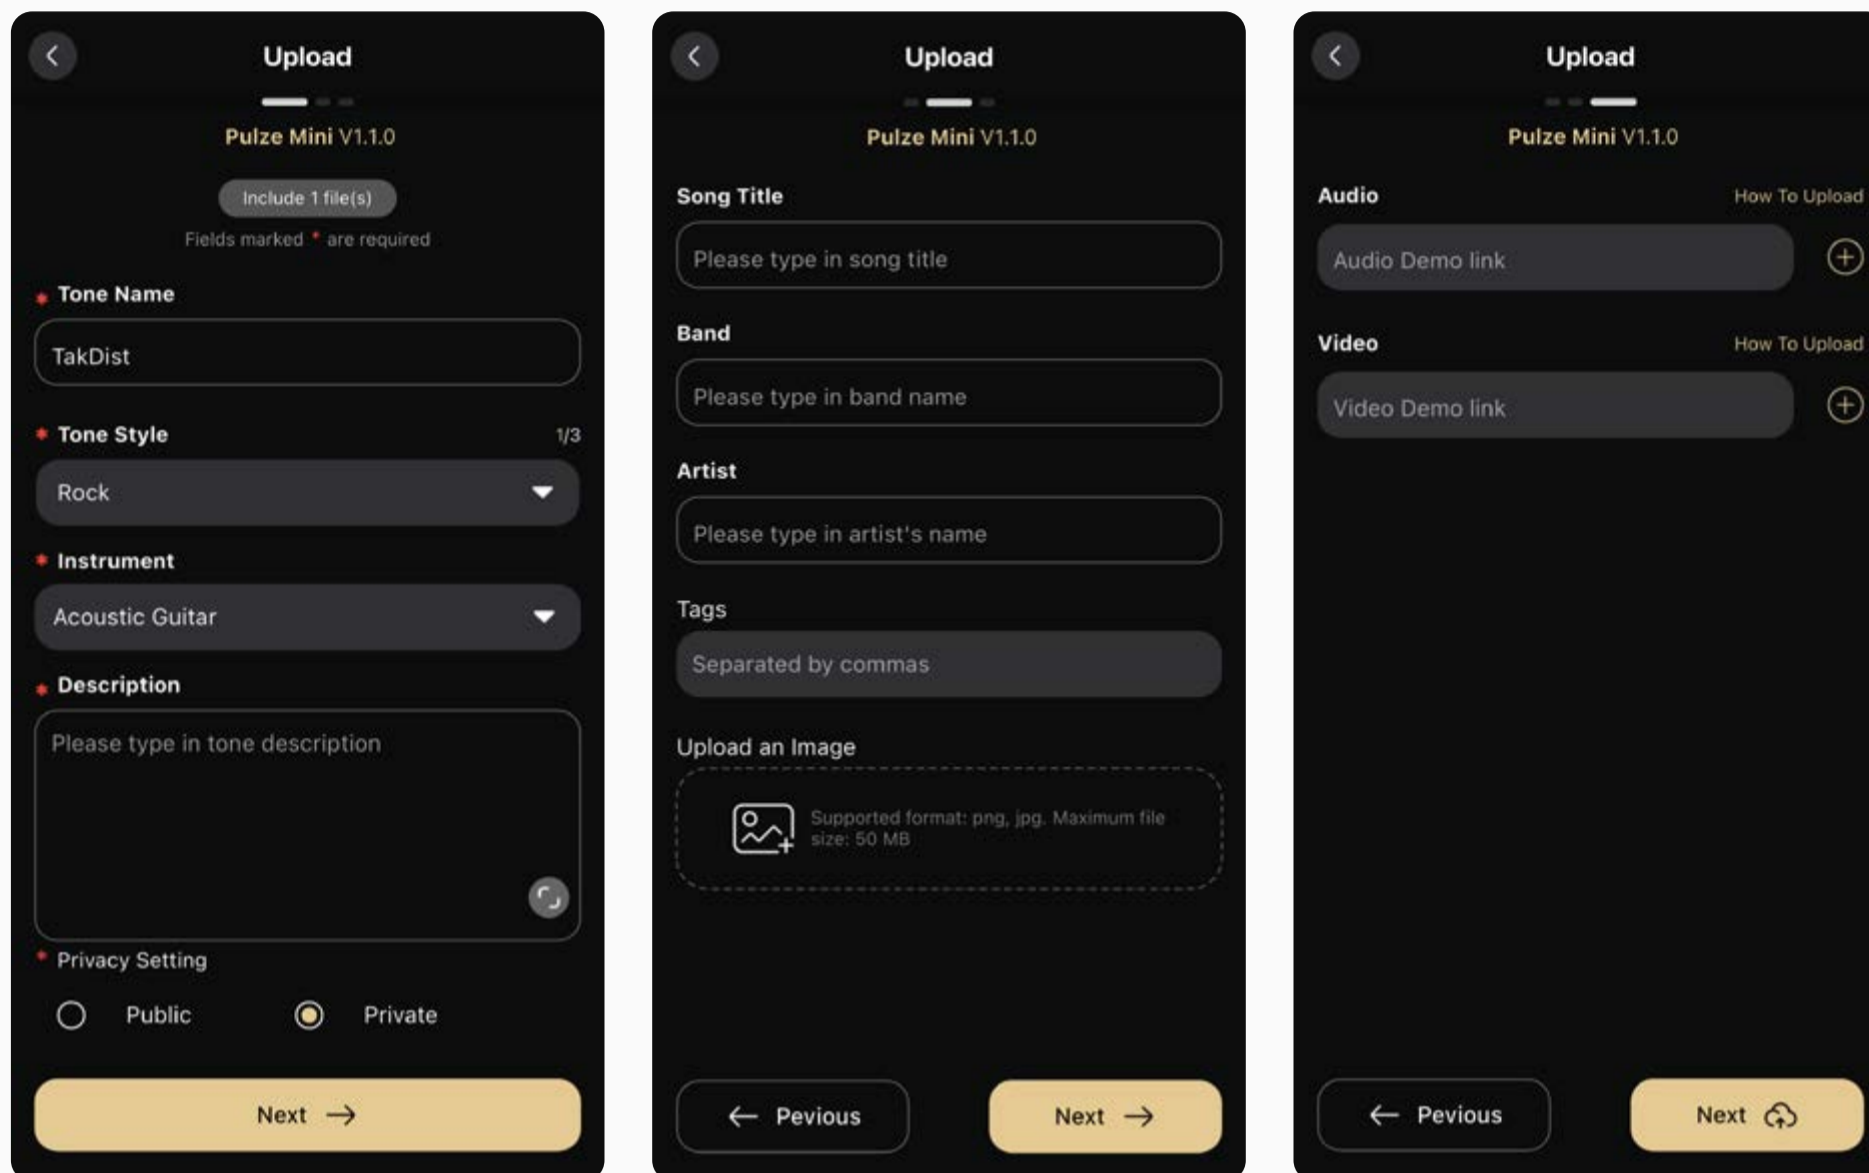 Upload
Pulze Mini V1.1.0
Include 1 file(s)
Fields marked * are required
* Tone Name
TakDist
* Tone Style 1/3
Rock
* Instrument
Acoustic Guitar
* Description
Please type in tone description
* Privacy Setting
Public Private
Next →
Upload
Pulze Mini V1.1.0
Song Title
Please type in song title
Band
Please type in band name
Artist
Please type in artist's name
Tags
Separated by commas
Upload an Image
Supported format: png, jpg. Maximum file
size: 50 MB
← Pevious Next →
Upload
Pulze Mini V1.1.0
Audio How To Upload
Audio Demo link
Video How To Upload
Video Demo link
← Pevious Next